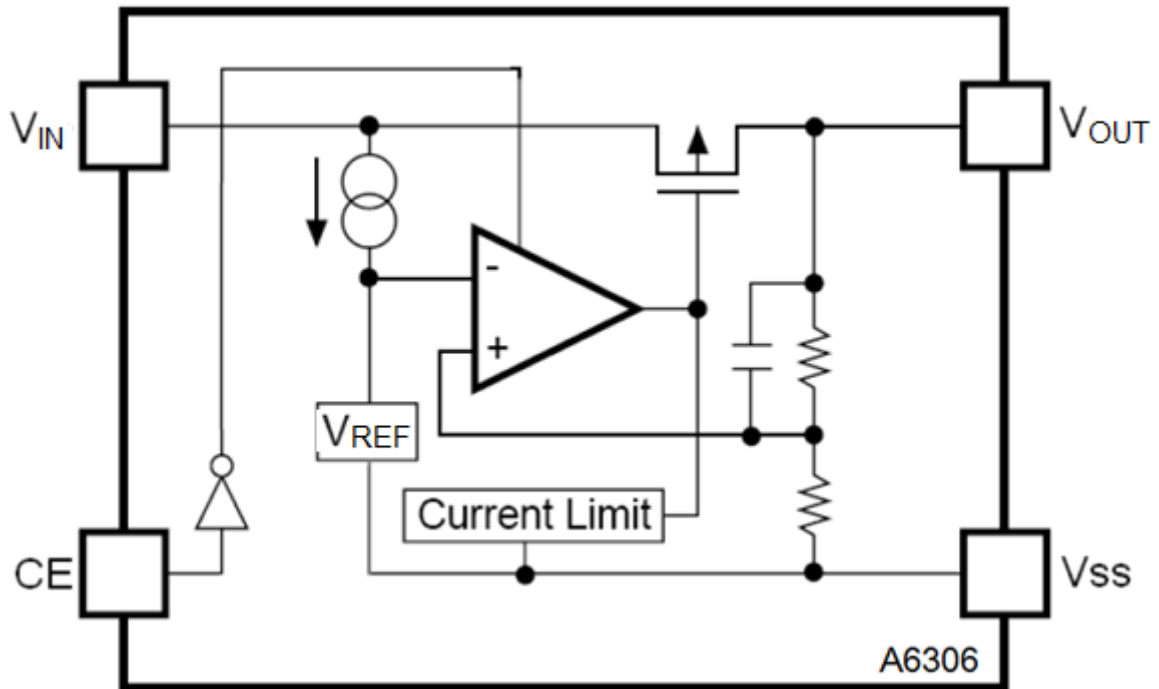 VIN
VOUT
-
+
VREF
Current Limit
CE
Vss
A6306